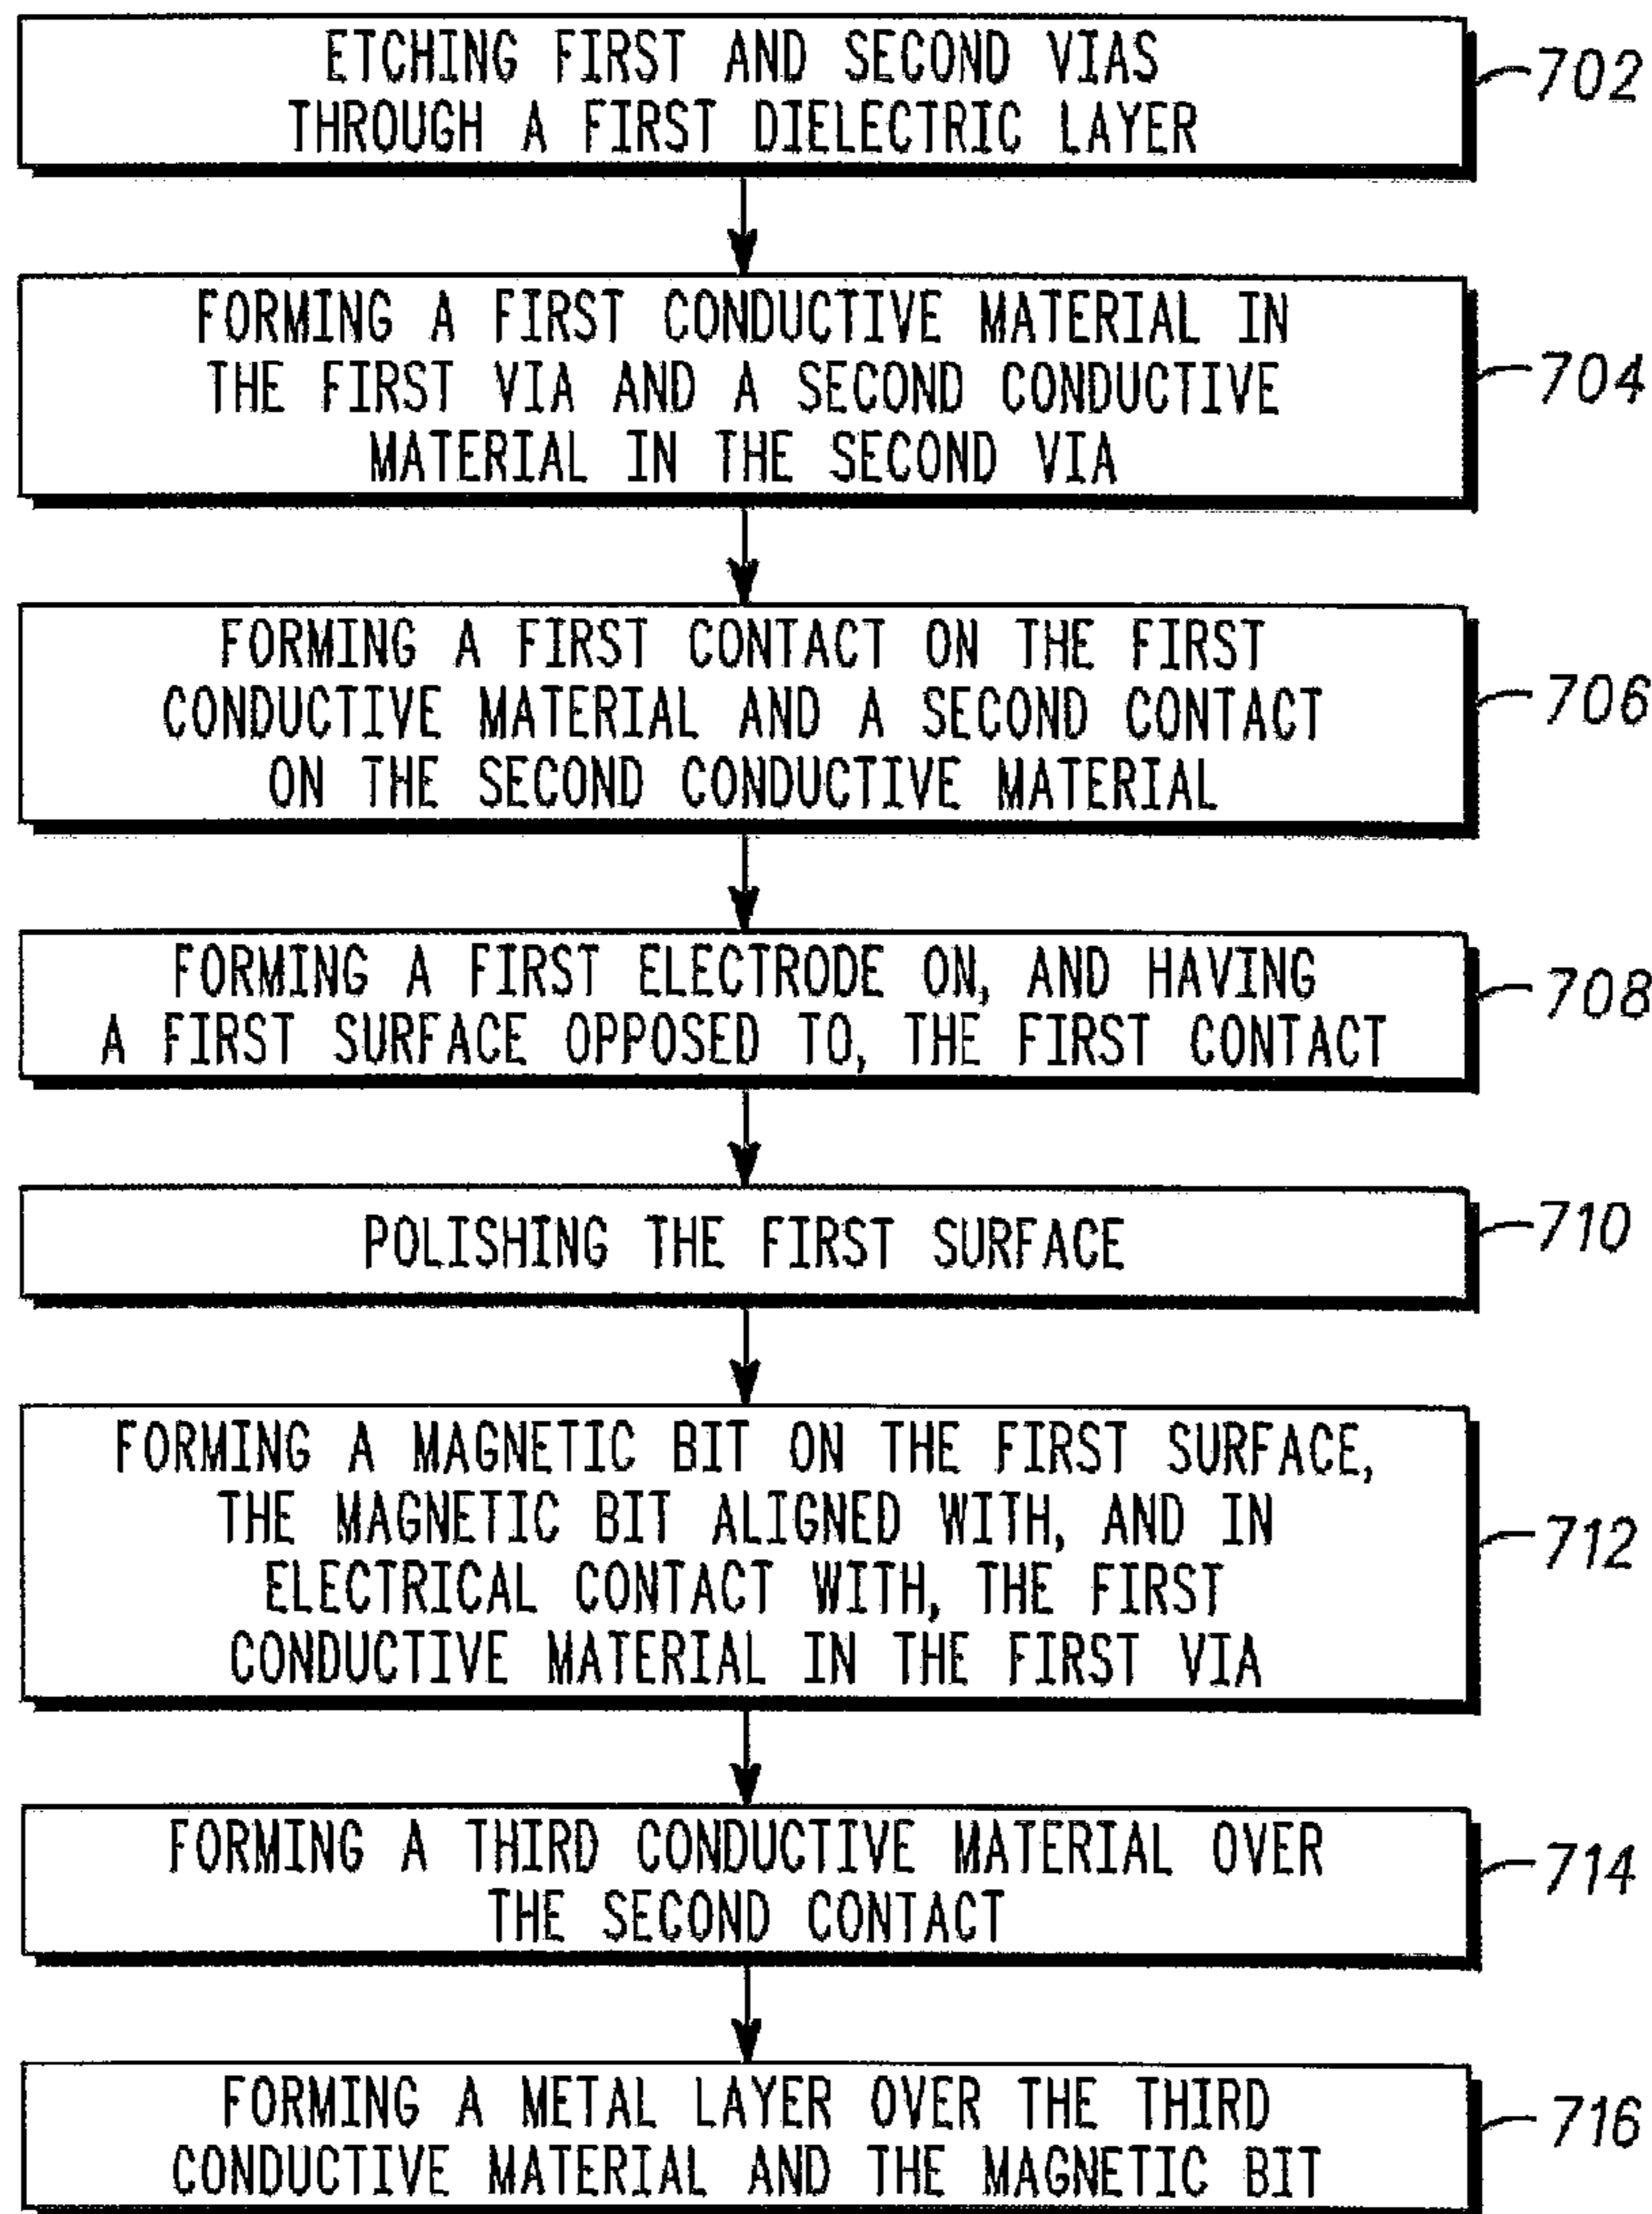 ETCHING FIRST AND SECOND VIAS
THROUGH A FIRST DIELECTRIC LAYER
702
FORMING A FIRST CONDUCTIVE MATERIAL IN
THE FIRST VIA AND A SECOND CONDUCTIVE
MATERIAL IN THE SECOND VIA
704
FORMING A FIRST CONTACT ON THE FIRST
CONDUCTIVE MATERIAL AND A SECOND CONTACT
ON THE SECOND CONDUCTIVE MATERIAL
706
FORMING A FIRST ELECTRODE ON, AND HAVING
A FIRST SURFACE OPPOSED TO, THE FIRST CONTACT
708
POLISHING THE FIRST SURFACE
710
FORMING A MAGNETIC BIT ON THE FIRST SURFACE,
THE MAGNETIC BIT ALIGNED WITH, AND IN
ELECTRICAL CONTACT WITH, THE FIRST
CONDUCTIVE MATERIAL IN THE FIRST VIA
712
FORMING A THIRD CONDUCTIVE MATERIAL OVER
THE SECOND CONTACT
714
FORMING A METAL LAYER OVER THE THIRD
CONDUCTIVE MATERIAL AND THE MAGNETIC BIT
716